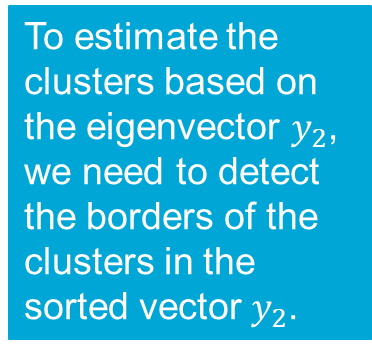 To estimate the
clusters based on
the eigenvector y₂,
we need to detect
the borders of the
clusters in the
sorted vector y₂.